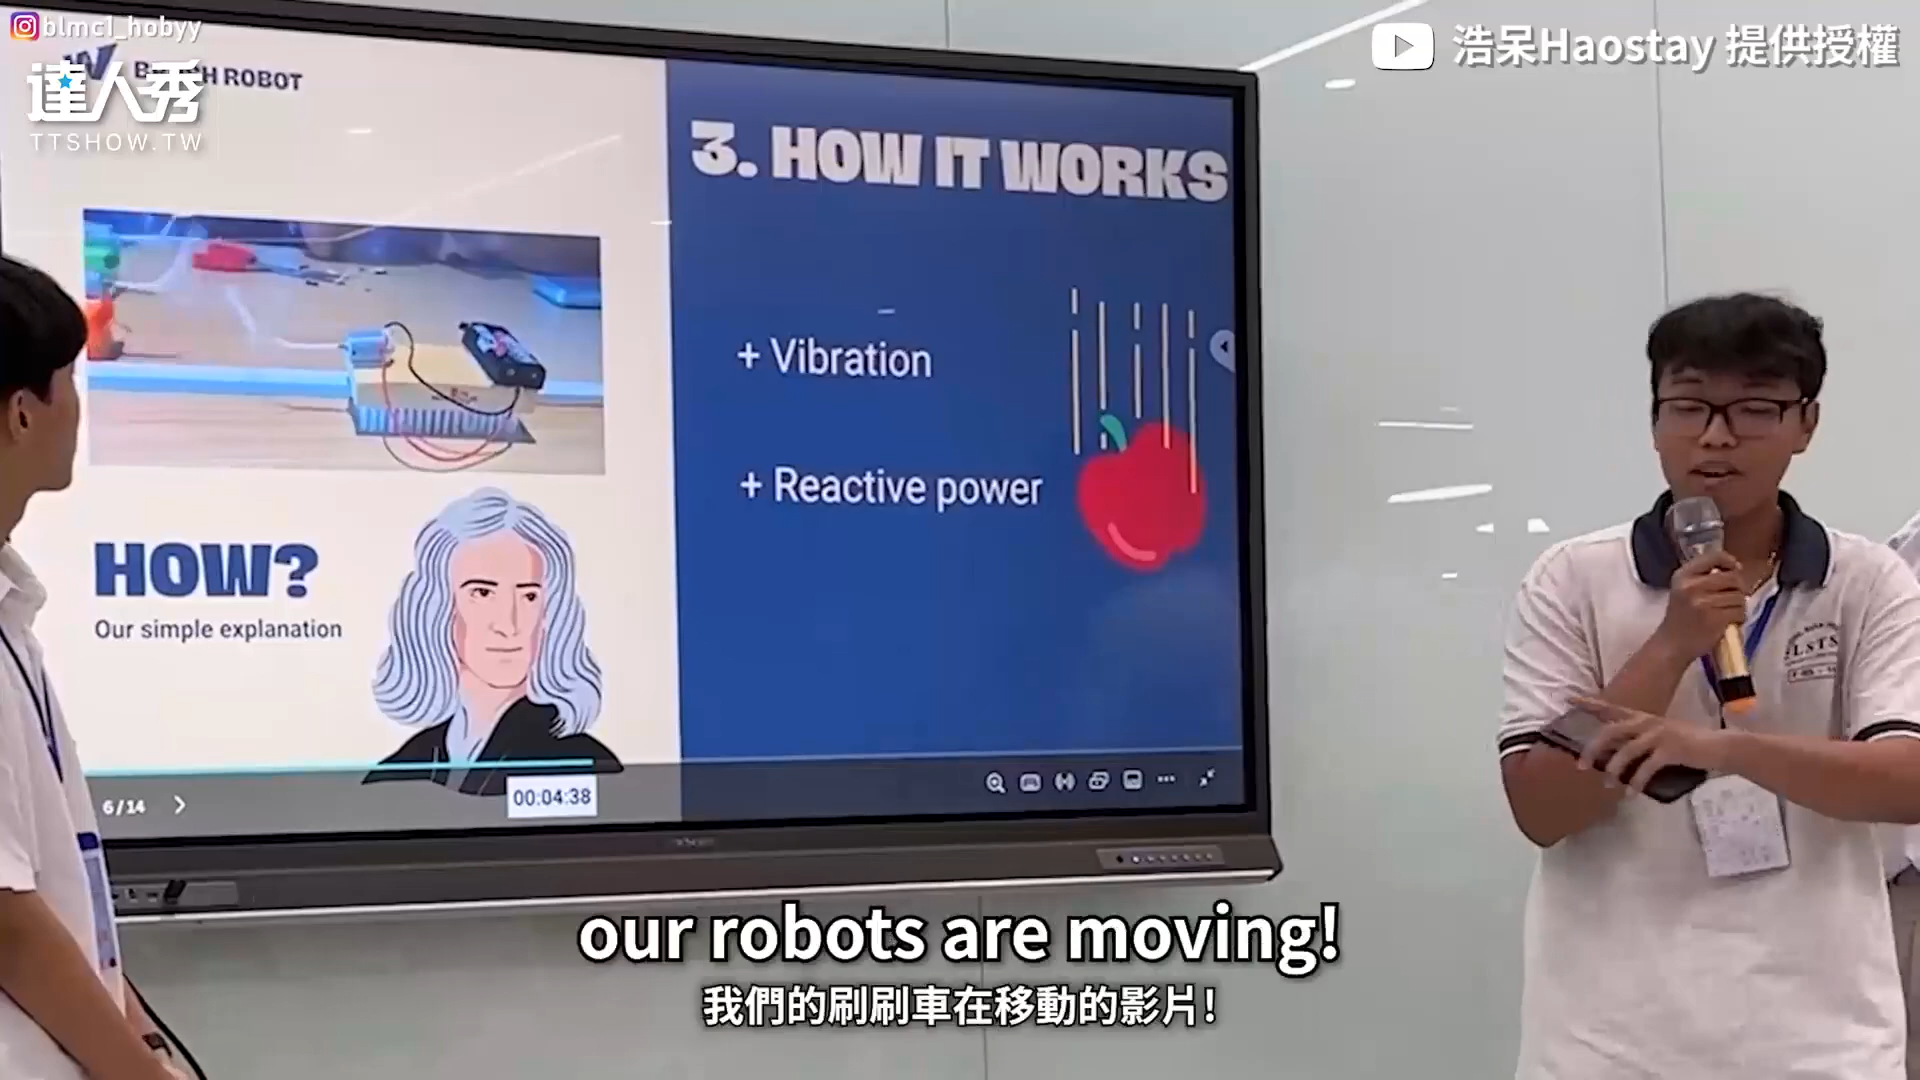 blmc1_hobyy
達人秀
TTSHOW.TW
浩呆Haostay 提供授權
ROBOT
3. HOW IT WORKS
+ Vibration
+ Reactive power
HOW?
Our simple explanation
6/14
00:04:38
LSTS
our robots are moving!
我們的刷刷車在移動的影片!